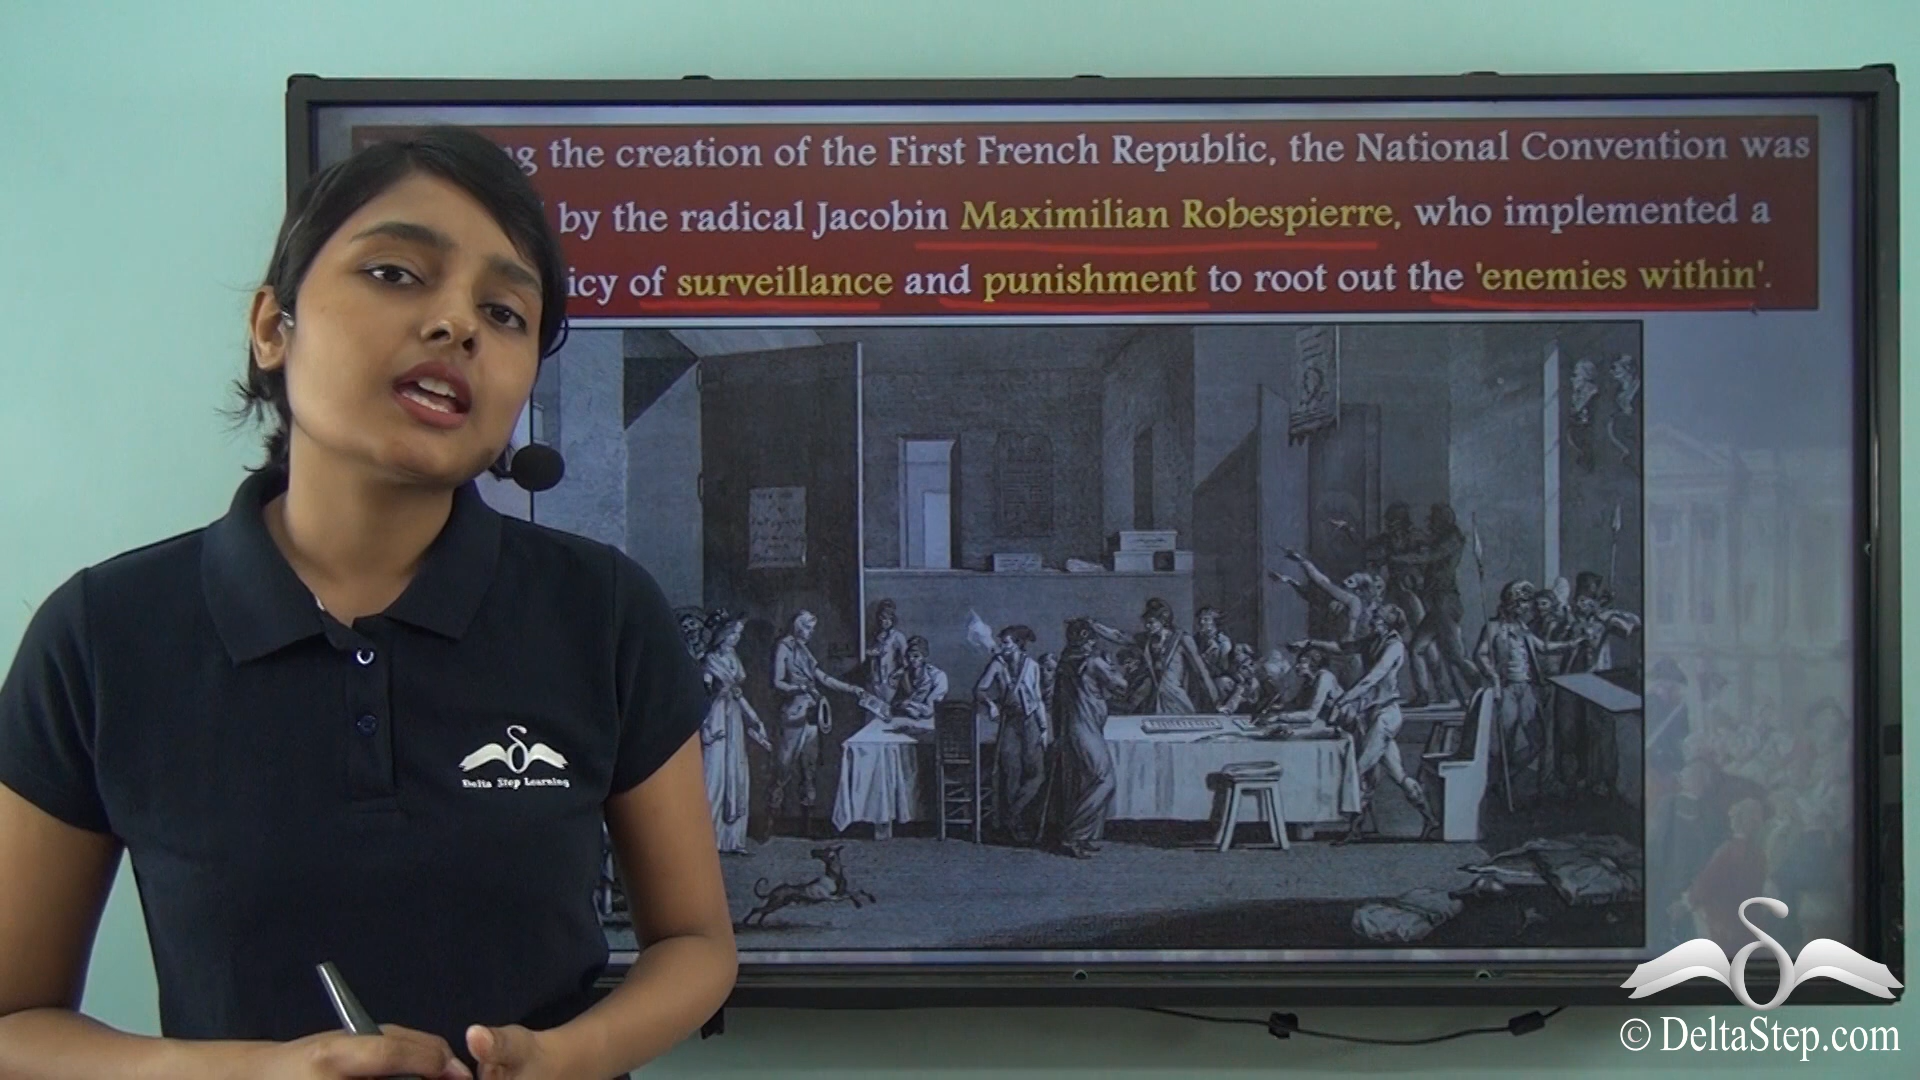 the creation of the First French Republic, the National Convention was
by the radical Jacobin Maximilian Robespierre, who implemented a
of surveillance and punishment to root out the 'enemies within'.
Delta Step Learning
© DeltaStep.com